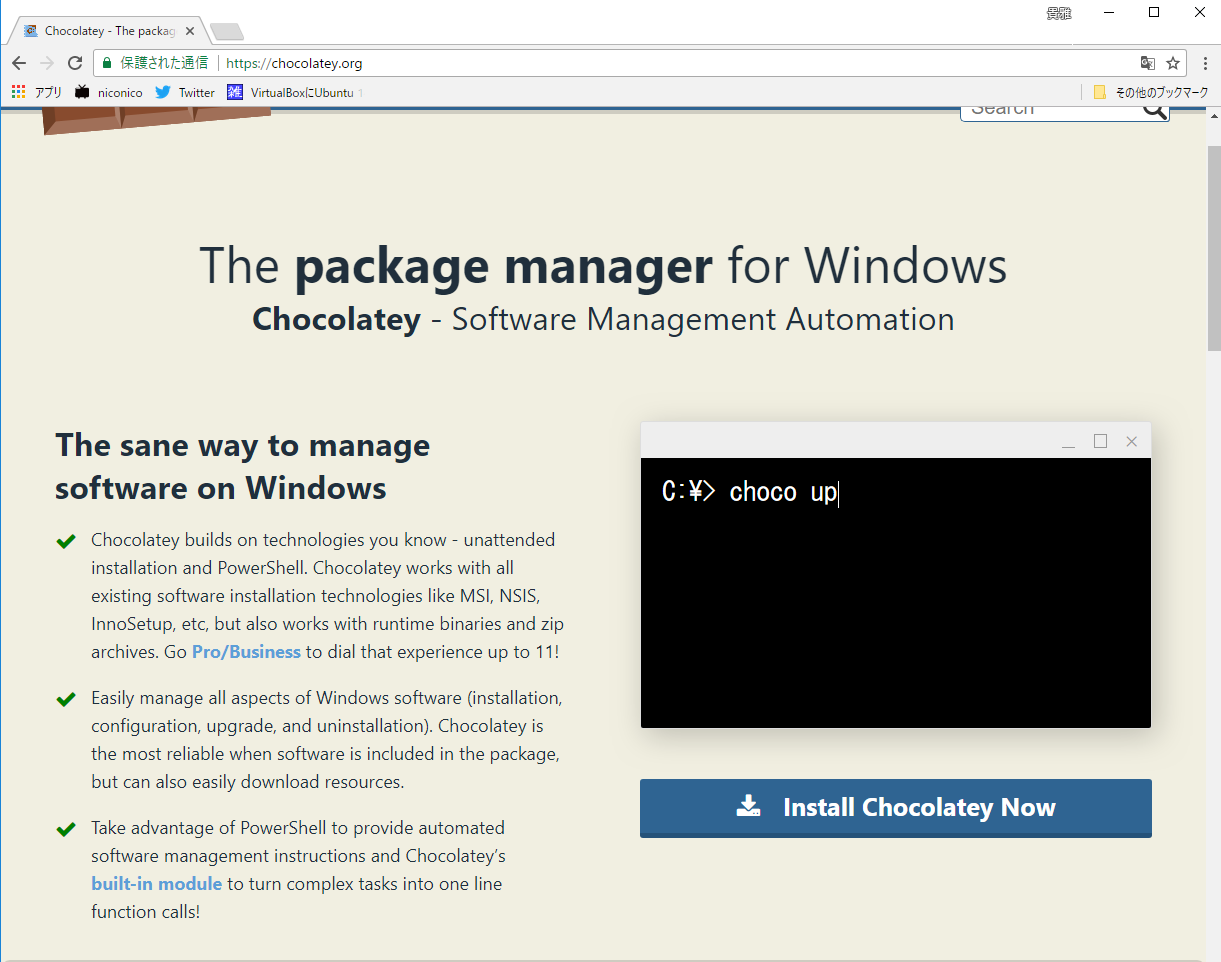 貴雅
Chocolatey - The packag
保護された通信 https://chocolatey.org
アプリ niconico Twitter 雑 VirtualBoxにUbuntu 1 その他のブックマーク
Search
The package manager for Windows
Chocolatey - Software Management Automation
The sane way to manage
software on Windows
Chocolatey builds on technologies you know - unattended
installation and PowerShell. Chocolatey works with all
existing software installation technologies like MSI, NSIS,
InnoSetup, etc, but also works with runtime binaries and zip
archives. Go Pro/Business to dial that experience up to 11!
Easily manage all aspects of Windows software (installation,
configuration, upgrade, and uninstallation). Chocolatey is
the most reliable when software is included in the package,
but can also easily download resources.
Take advantage of PowerShell to provide automated
software management instructions and Chocolatey’s
built-in module to turn complex tasks into one line
function calls!
C:¥> choco up
Install Chocolatey Now